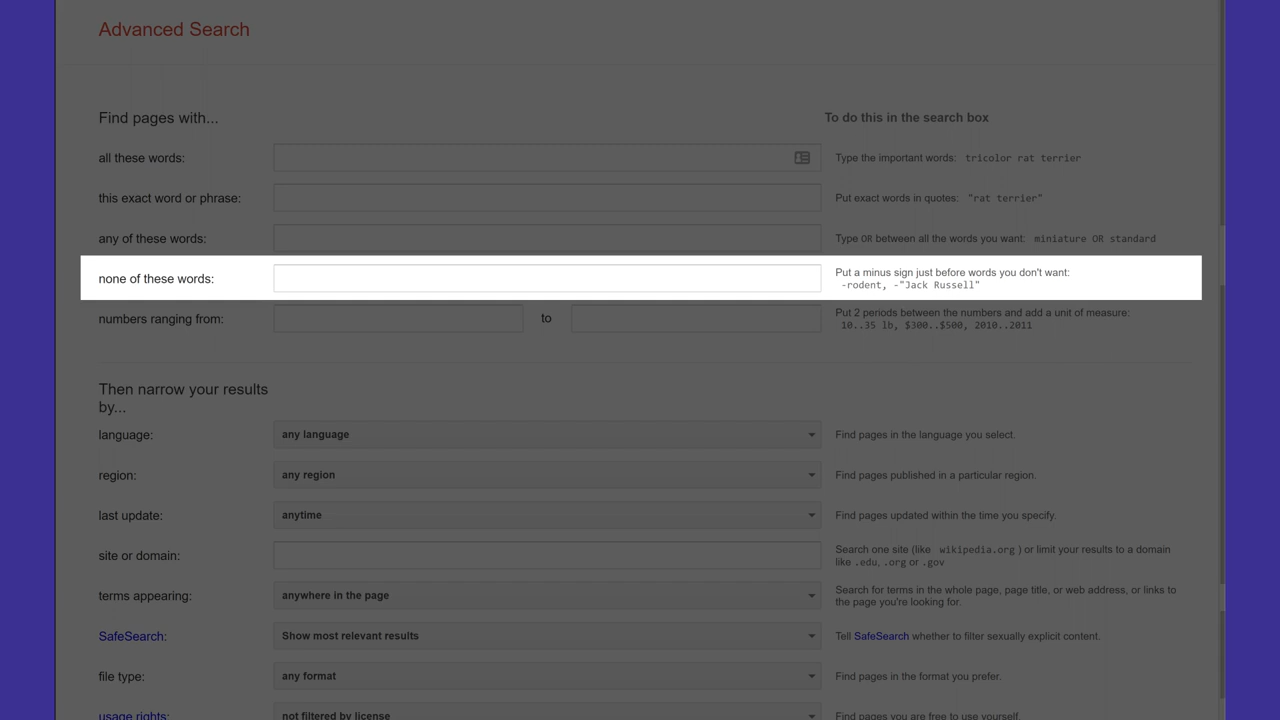 Advanced Search
Find pages with...
To do this in the search box
all these words:
Type the important words: tricolor rat terrier
this exact word or phrase:
Put exact words in quotes: "rat terrier"
any of these words:
Type OR between all the words you want: miniature OR standard
none of these words:
Put a minus sign just before words you don't want:
-rodent, -"Jack Russell"
numbers ranging from:
to
Put 2 periods between the numbers and add a unit of measure:
10..35 lb, $300..$500, 2010..2011
Then narrow your results
by...
language:
any language
Find pages in the language you select.
region:
any region
Find pages published in a particular region.
last update:
anytime
Find pages updated within the time you specify.
site or domain:
Search one site (like wikipedia.org ) or limit your results to a domain
like .edu, .org or .gov
terms appearing:
anywhere in the page
Search for terms in the whole page, page title, or web address, or links to
the page you're looking for.
SafeSearch:
Show most relevant results
Tell SafeSearch whether to filter sexually explicit content.
file type:
any format
Find pages in the format you prefer.
usage rights:
not filtered by license
Find pages you are free to use yourself.